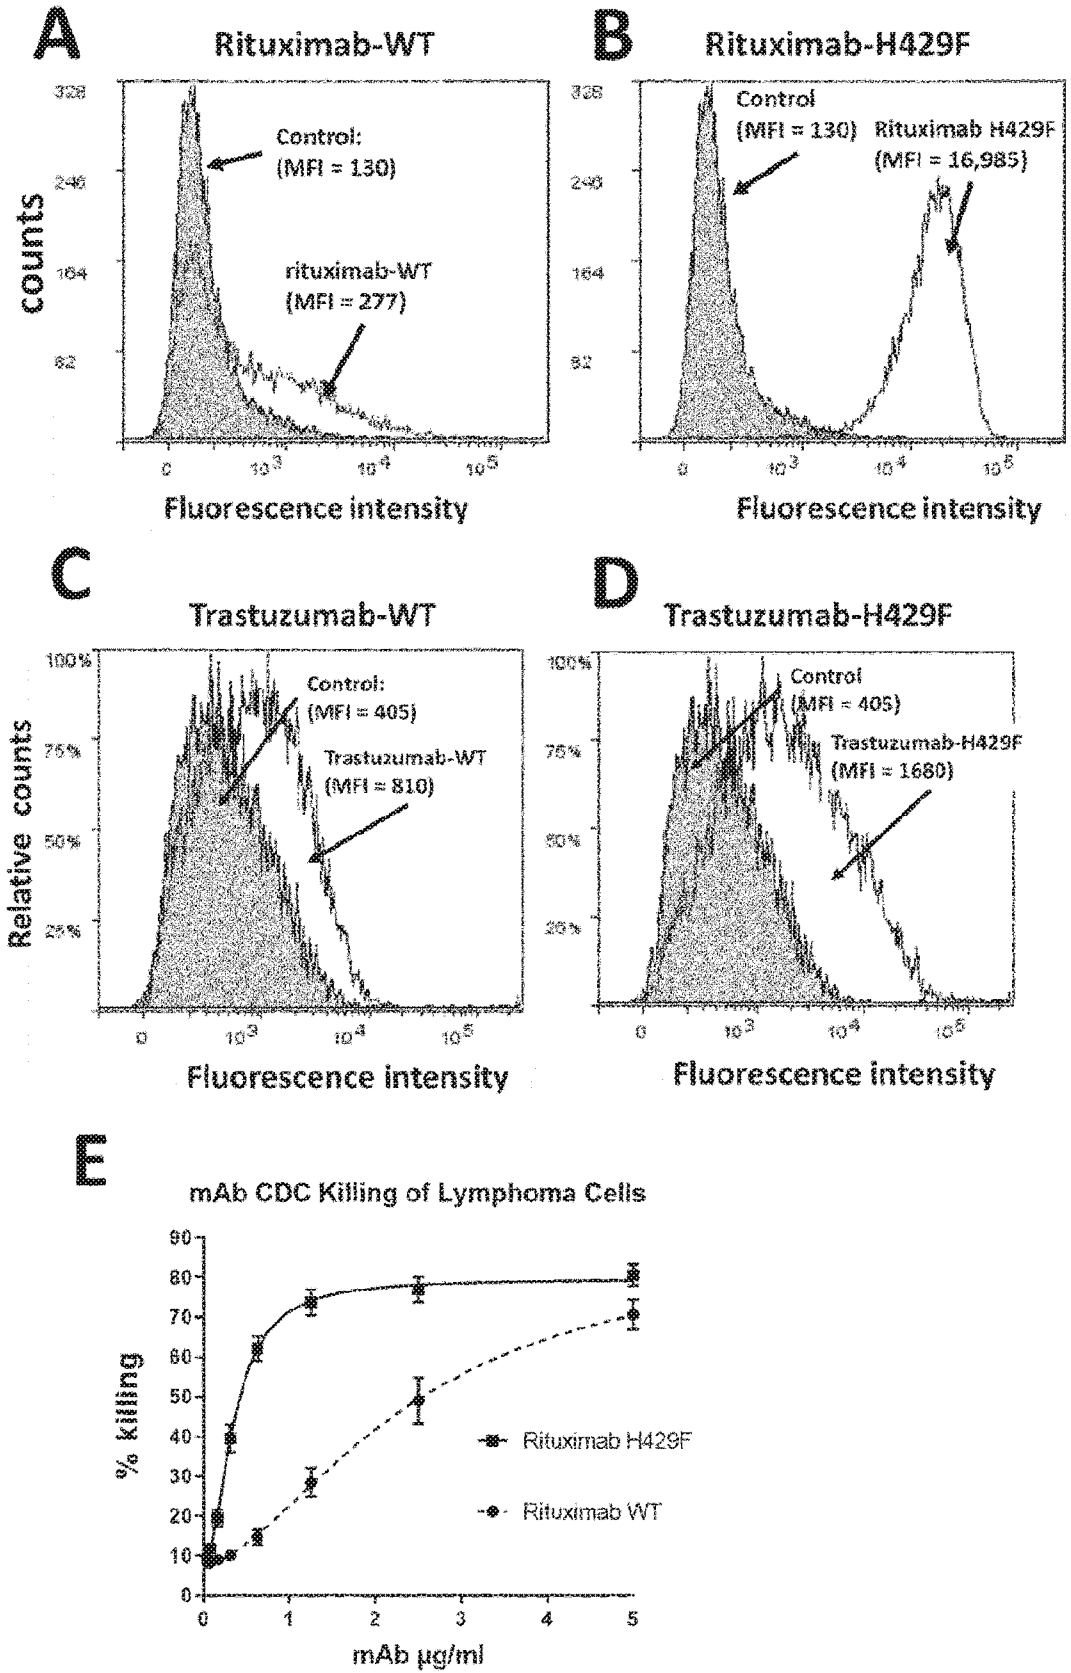 A
Rituximab-WT
328
246
164
82
counts
Control:
(MFI = 130)
rituximab-WT
(MFI = 277)
0
10³
10⁴
10⁵
Fluorescence intensity
B
Rituximab-H429F
328
246
164
82
Control
(MFI = 130)
Rituximab H429F
(MFI = 16,985)
0
10³
10⁴
10⁵
Fluorescence intensity
C
Trastuzumab-WT
100%
75%
50%
25%
Relative counts
Control:
(MFI = 405)
Trastuzumab-WT
(MFI = 810)
0
10³
10⁴
10⁵
Fluorescence intensity
D
Trastuzumab-H429F
100%
75%
50%
25%
Control
(MFI = 405)
Trastuzumab-H429F
(MFI = 1680)
0
10³
10⁴
10⁵
Fluorescence intensity
E
mAb CDC Killing of Lymphoma Cells
90
80
70
60
50
40
30
20
10
0
% killing
Rituximab H429F
Rituximab WT
0 1 2 3 4 5
mAb µg/ml